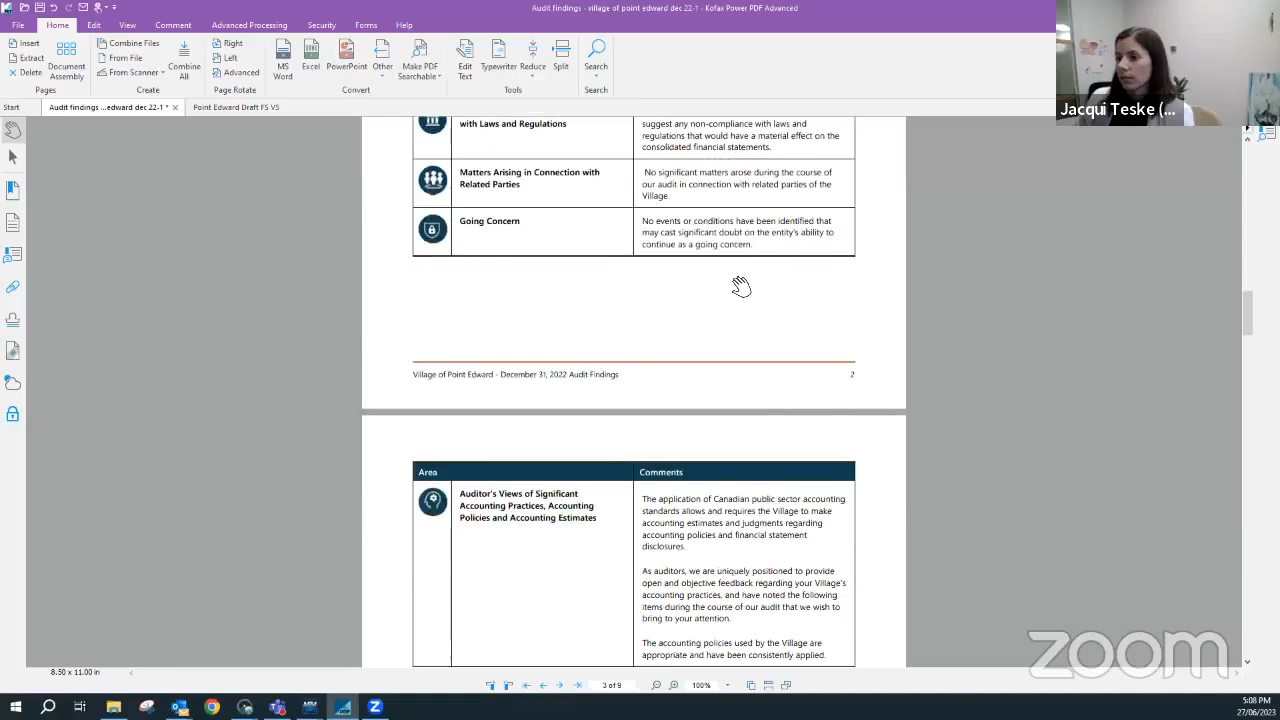 Audit findings - village of point edward dec 22-1 - Kofax Power PDF Advanced
File Home Edit View Comment Advanced Processing Security Forms Help
Insert
Extract
Delete
Document Assembly
Pages
Combine Files
From File
From Scanner
Combine All
Create
Right
Left
Advanced
Page Rotate
MS Word
Excel
PowerPoint
Other
Make PDF Searchable
Convert
Edit Text
Typewriter
Reduce
Split
Tools
Search
Search
Jacqui Teske (...
Start
Audit findings ...edward dec 22-1 *
Point Edward Draft FS V5
with Laws and Regulations
suggest any non-compliance with laws and
regulations that would have a material effect on the
consolidated financial statements.
Matters Arising in Connection with
Related Parties
No significant matters arose during the course of
our audit in connection with related parties of the
Village.
Going Concern
No events or conditions have been identified that
may cast significant doubt on the entity's ability to
continue as a going concern.
Village of Point Edward - December 31, 2022 Audit Findings
2
Area
Comments
Auditor's Views of Significant
Accounting Practices, Accounting
Policies and Accounting Estimates
The application of Canadian public sector accounting
standards allows and requires the Village to make
accounting estimates and judgments regarding
accounting policies and financial statement
disclosures.
As auditors, we are uniquely positioned to provide
open and objective feedback regarding your Village's
accounting practices, and have noted the following
items during the course of our audit that we wish to
bring to your attention.
The accounting policies used by the Village are
appropriate and have been consistently applied.
zoom
8.50 x 11.00 in
3 of 9
100%
5:08 PM
27/06/2023